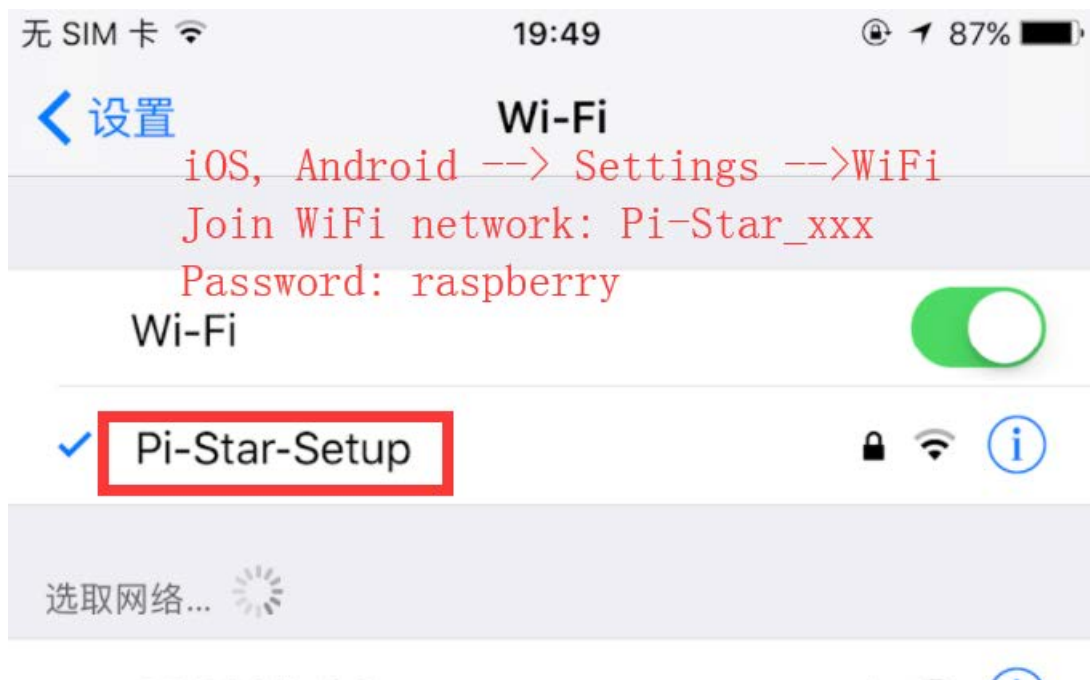 无 SIM 卡 19:49 87%
设置 Wi-Fi
iOS, Android --> Settings -->WiFi
Join WiFi network: Pi-Star_xxx
Password: raspberry
Wi-Fi
Pi-Star-Setup
选取网络...